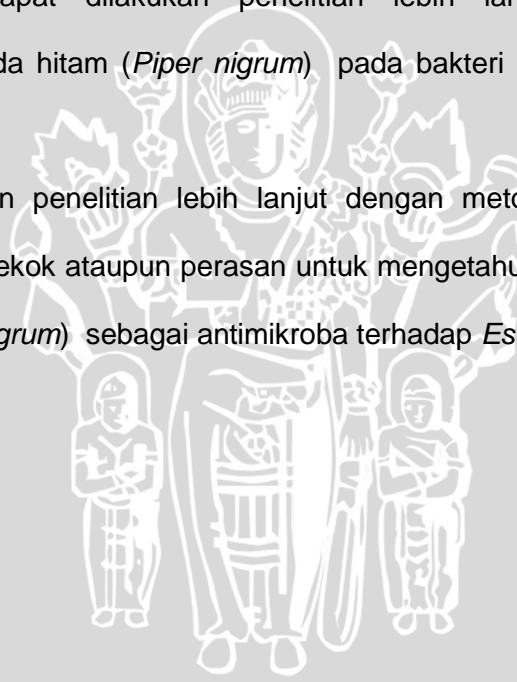 apat dilakukan penelitian lebih lan
da hitam (Piper nigrum) pada bakteri
n penelitian lebih lanjut dengan meto
ekok ataupun perasan untuk mengetahu
grum) sebagai antimikroba terhadap Es